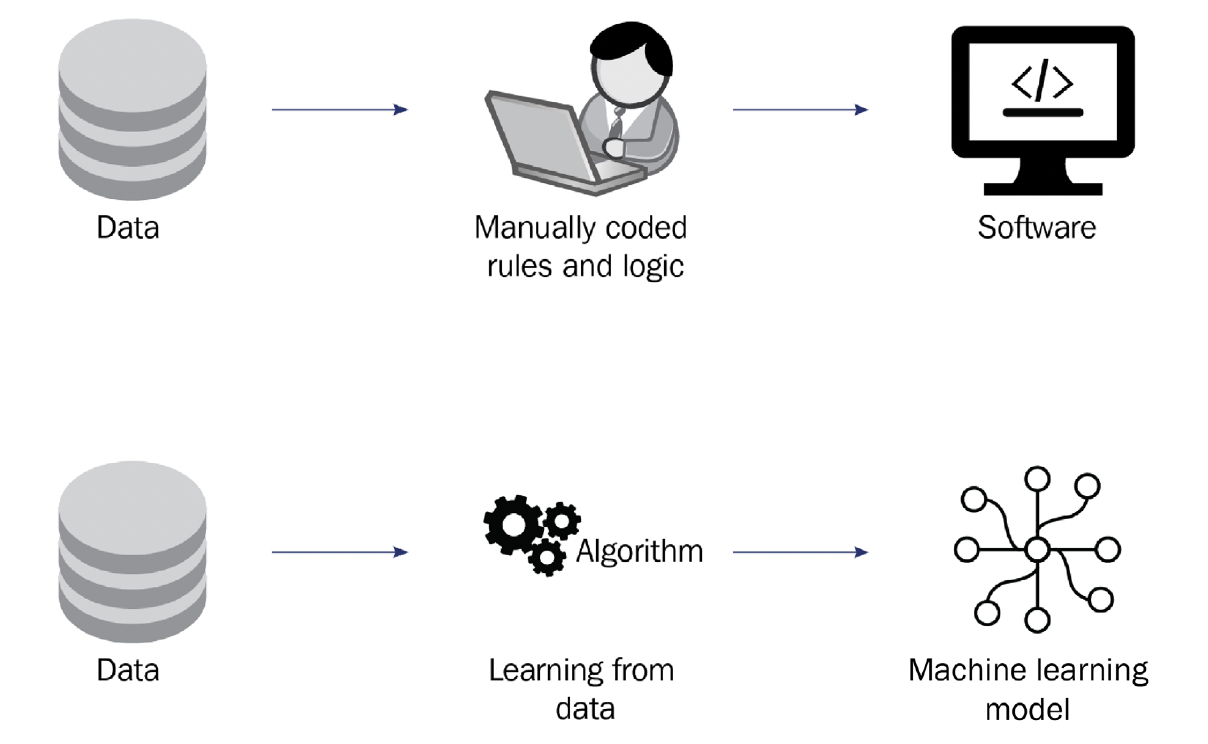 </>
Data
Manually coded
rules and logic
Software
Algorithm
Data
Learning from
data
Machine learning
model